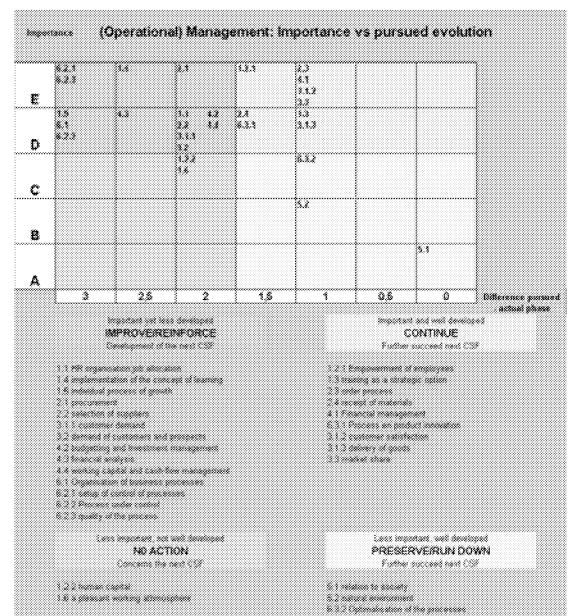 Importance (Operational) Management: Importance vs pursued evolution
6.2.1 1.4 2.1 1.2.1 2.3
6.2.3 4.1
3.1.2
E 3.3
1.5 4.3 1.1 4.2 2.4 1.3
6.1 2.2 4.4 6.3.1 3.1.3
6.2.2 3.1.1
D 3.2
1.2.2 6.3.2
1.6
C
5.2
B
5.1
A
3 2,5 2 1,5 1 0,5 0 Difference pursued
- actual phase
Important yet less developed
IMPROVE/REINFORCE
Development of the next CSF
Important and well developed
CONTINUE
Further succeed next CSF
1.1 HR organisation job allocation
1.4 implementation of the concept of learning
1.5 individual process of growth
2.1 procurement
2.2 selection of suppliers
3.1.1 customer demand
3.2 demand of customers and prospects
4.2 budgetting and investment management
4.3 financial analysis
4.4 working capital and cash flow management
6.1 Organisation of business processes
6.2.1 setup of control of processes
6.2.2 Process under control
6.2.3 quality of the process
1.2.1 Empowerment of employees
1.3 training as a strategic option
2.3 order process
2.4 receipt of materials
4.1 Financial management
6.3.1 Process en product innovation
3.1.2 customer satisfaction
3.1.3 delivery of goods
3.3 market share
Less important, not well developed
NO ACTION
Concerns the next CSF
Less important, well developed
PRESERVE/RUN DOWN
Further succeed next CSF
1.2.2 human capital
1.6 a pleasant working atmosphere
5.1 relation to society
5.2 natural environment
6.3.2 Optimalisation of the processes